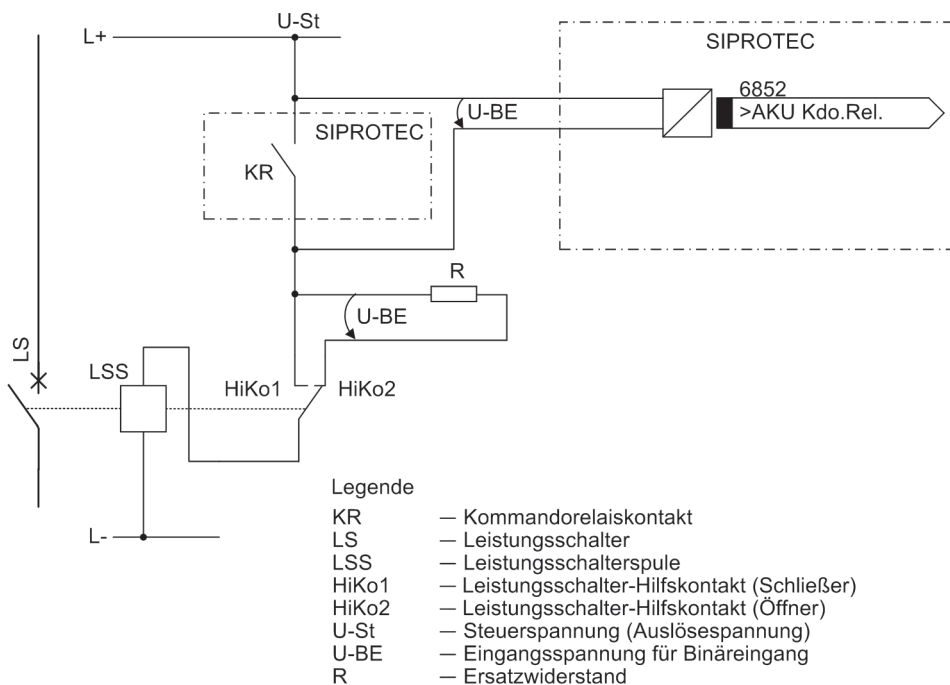 U-St
L+
SIPROTEC
6852
>AKU Kdo.Rel.
U-BE
SIPROTEC
KR
R
U-BE
LS
LSS
HiKo1
HiKo2
L-
Legende
KR — Kommandorelaiskontakt
LS — Leistungsschalter
LSS — Leistungsschalterspule
HiKo1 — Leistungsschalter-Hilfskontakt (Schließer)
HiKo2 — Leistungsschalter-Hilfskontakt (Öffner)
U-St — Steuerspannung (Auslösespannung)
U-BE — Eingangsspannung für Binäreingang
R — Ersatzwiderstand